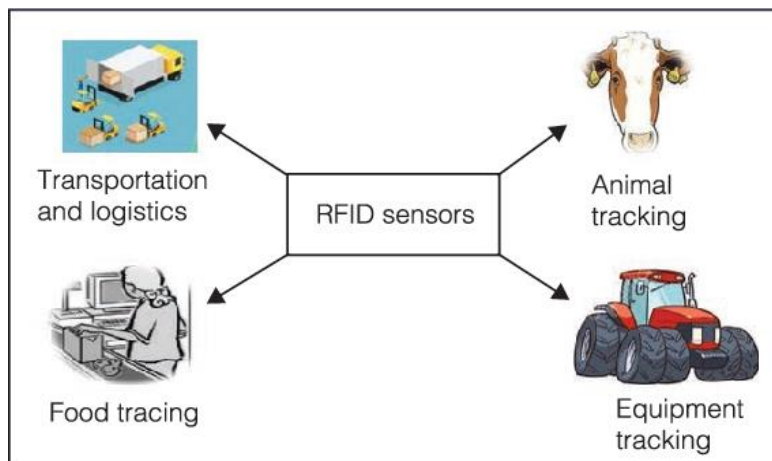 Transportation
and logistics
RFID sensors
Animal
tracking
Food tracing
Equipment
tracking